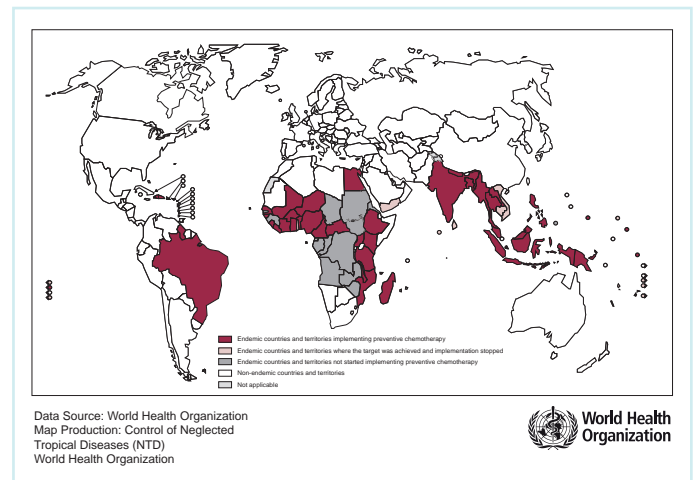 Endemic countries and territories implementing preventive chemotherapy
Endemic countries and territories where the target was achieved and implementation stopped
Endemic countries and territories not started implementing preventive chemotherapy
Non-endemic countries and territories
Not applicable
Data Source: World Health Organization
Map Production: Control of Neglected
Tropical Diseases (NTD)
World Health Organization
World Health
Organization